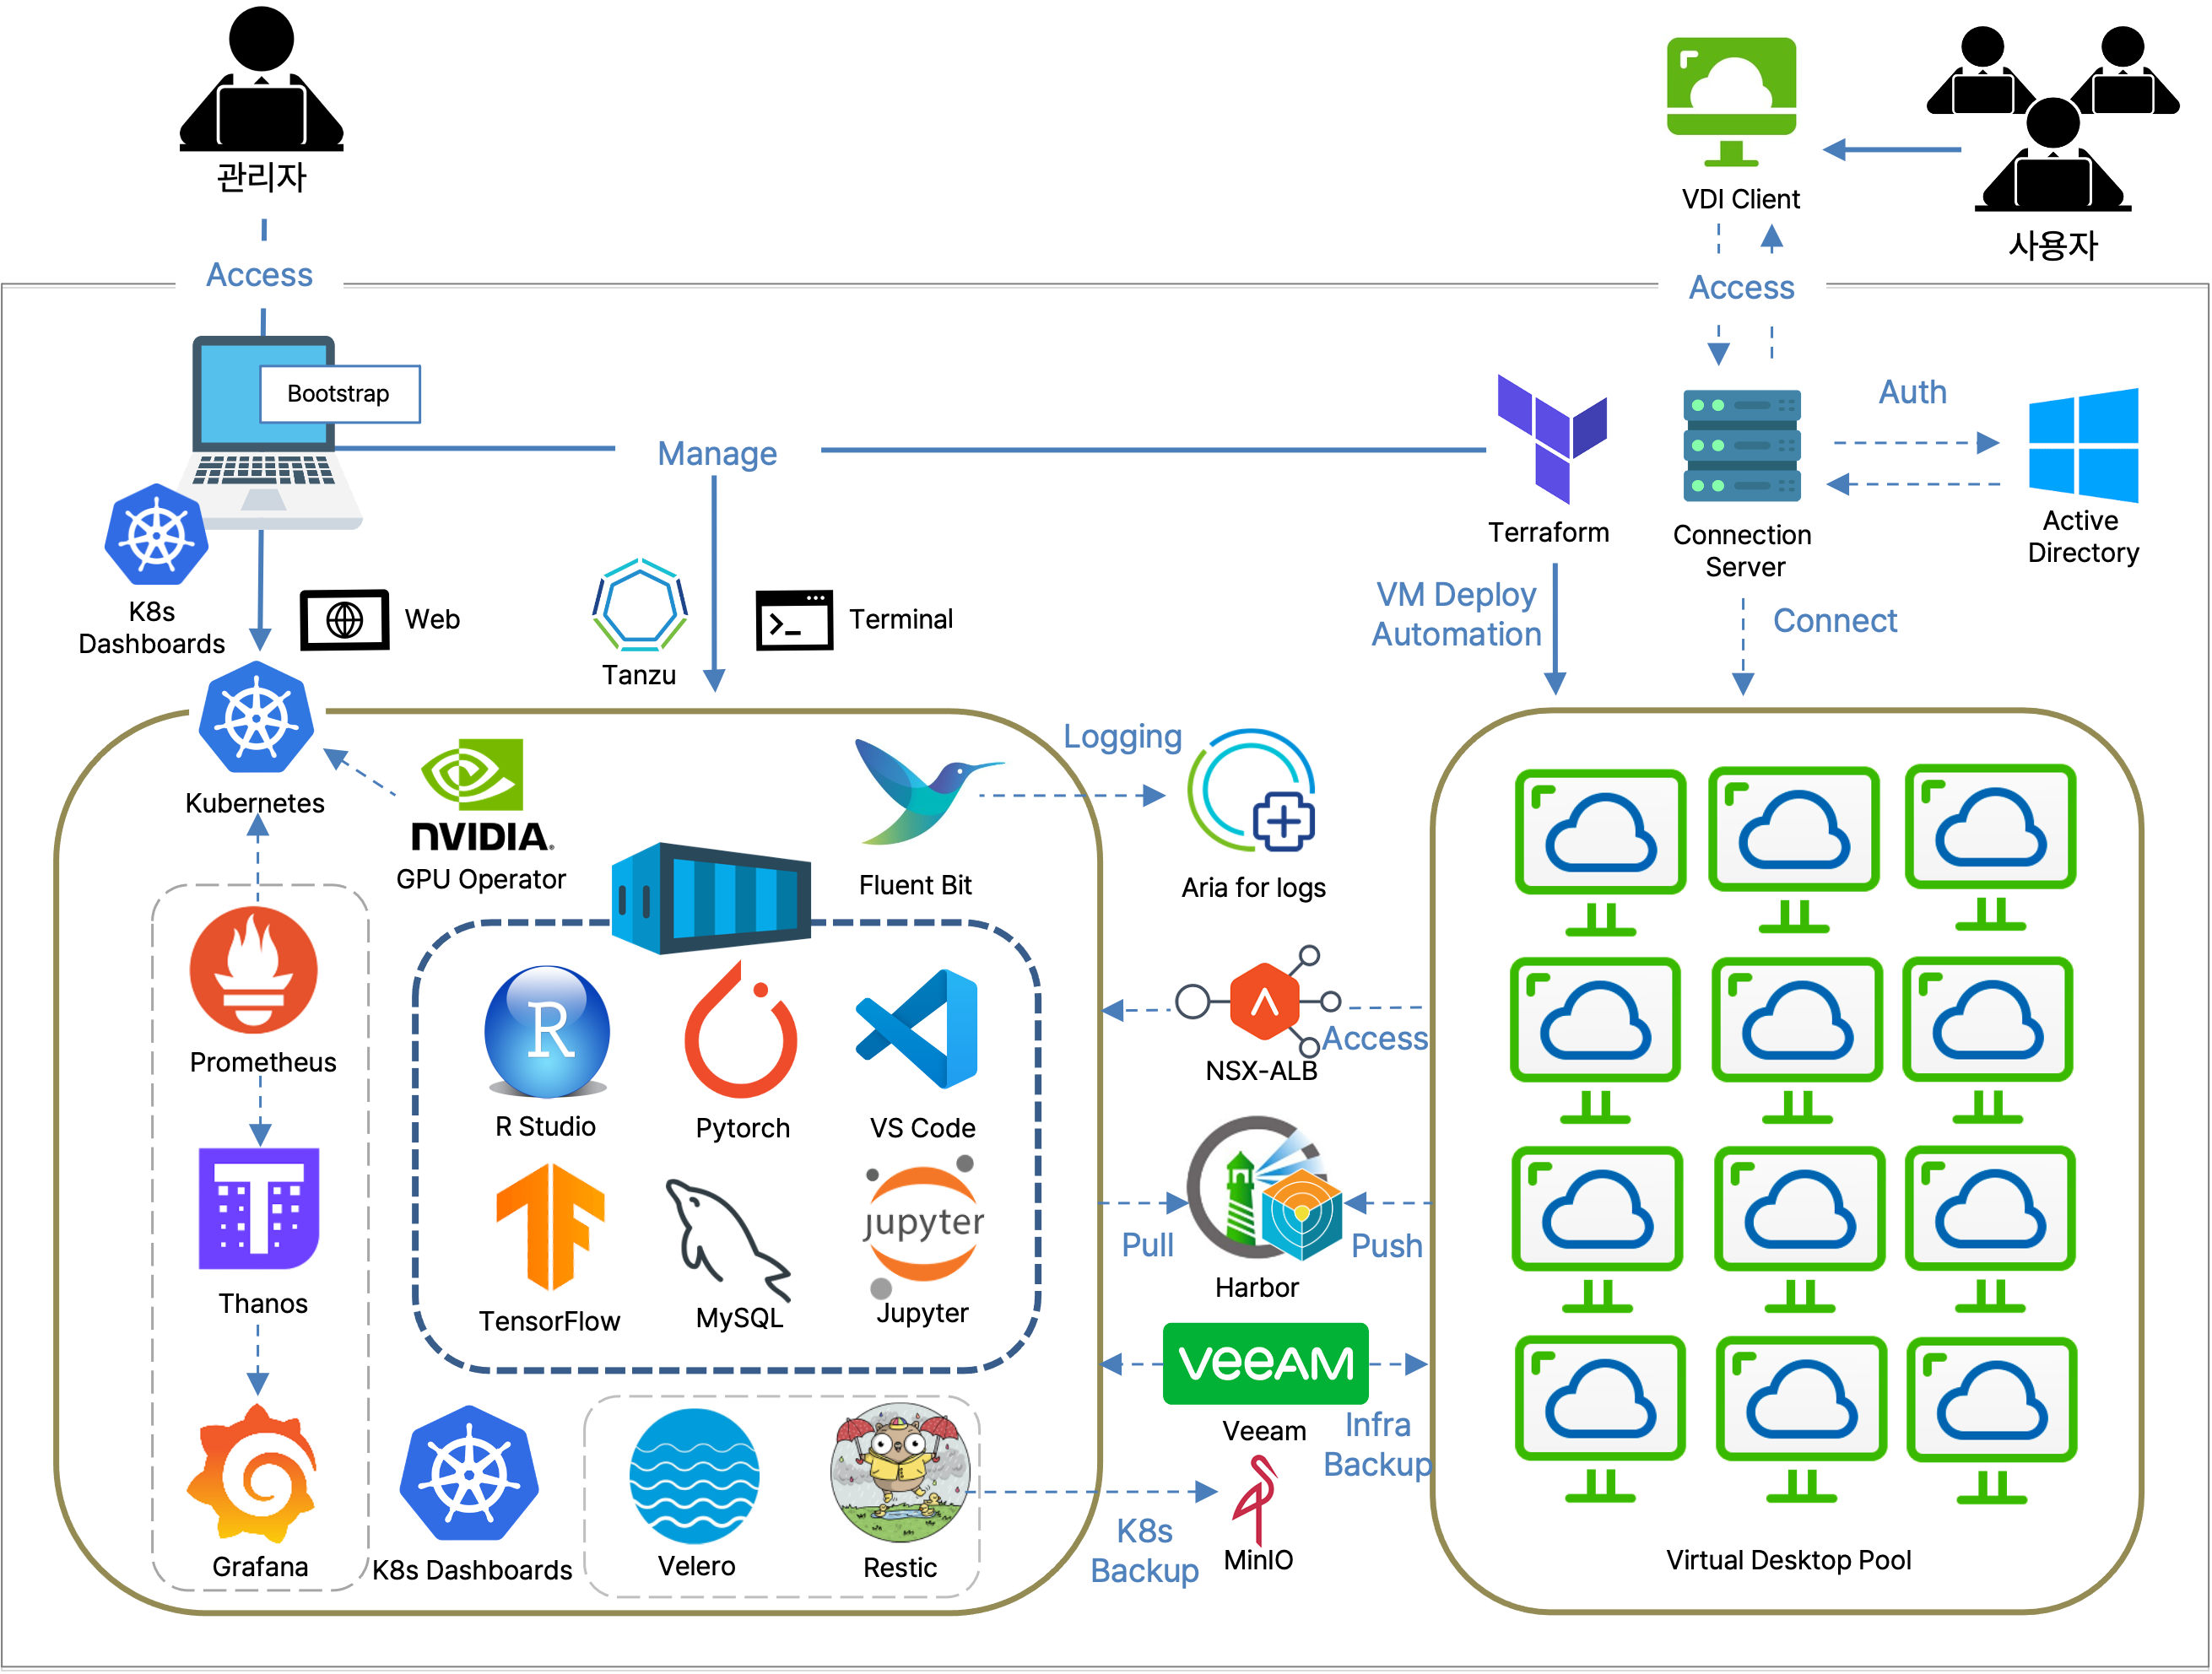 관리자
사용자
VDI Client
Access
Access
Bootstrap
Manage
Auth
Terraform
Connection
Server
Active
Directory
K8s
Dashboards
Web
Tanzu
Terminal
VM Deploy
Automation
Connect
Kubernetes
NVIDIA.
GPU Operator
Fluent Bit
Logging
Aria for logs
Prometheus
R
R Studio
Pytorch
VS Code
NSX-ALB
Access
Thanos
TensorFlow
MySQL
jupyter
Jupyter
Pull
Push
Harbor
veeAM
Veeam
Infra
Backup
Grafana
K8s Dashboards
Velero
Restic
K8s
Backup
MinIO
Virtual Desktop Pool